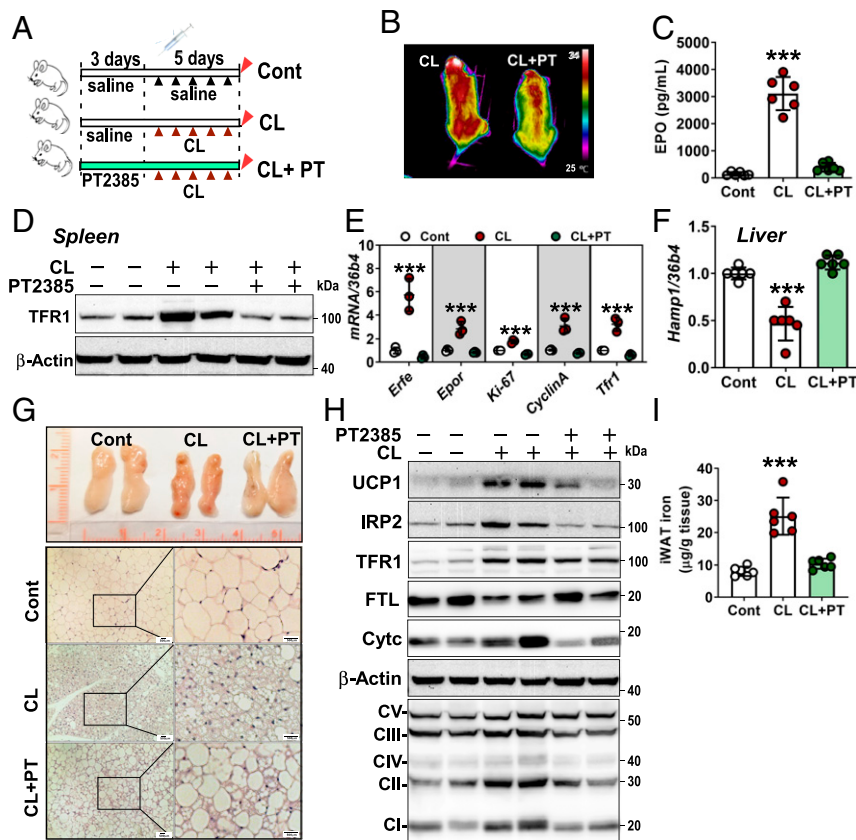 A
3 days
5 days
saline
saline
Cont
saline
CL
CL
PT2385
CL
CL+ PT
B
CL
CL+PT
34
25 °C
C
EPO (pg/mL)
6000
5000
4000
3000
2000
1000
0
***
Cont
CL
CL+PT
D
Spleen
CL − − + + + +
PT2385 − − − − + +
kDa
TFR1
100
β-Actin
40
E
Cont
CL
CL+PT
mRNA/36b4
10
8
6
4
2
0
***
***
***
***
***
Erfe
Epor
Ki-67
CyclinA
Tfr1
F
Liver
Hamp1/36b4
1.5
1.0
0.5
0.0
***
Cont
CL
CL+PT
G
Cont
CL
CL+PT
Cont
CL
CL+PT
H
PT2385 − − − − + +
CL − − + + + +
kDa
UCP1
30
IRP2
100
TFR1
100
FTL
20
Cytc
20
β-Actin
40
CV-
50
CIII-
40
CIV-
CII-
30
CI-
20
I
iWAT iron
(μg/g tissue)
40
30
20
10
0
***
Cont
CL
CL+PT